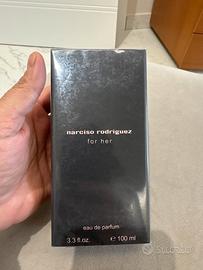 narciso rodriguez
for her
eau de parfum
3.3 fl.oz. ℮ 100 ml